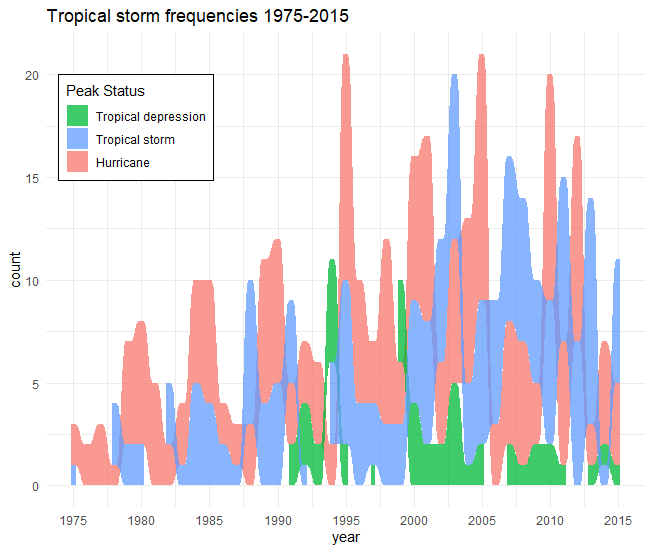 Tropical storm frequencies 1975-2015
20
15
10
5
0
count
Peak Status
Tropical depression
Tropical storm
Hurricane
1975 1980 1985 1990 1995 2000 2005 2010 2015
year